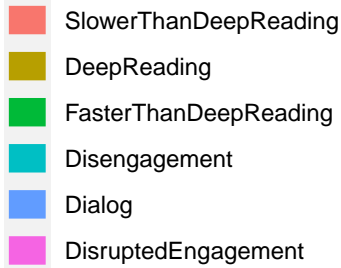 SlowerThanDeepReading
DeepReading
FasterThanDeepReading
Disengagement
Dialog
DisruptedEngagement